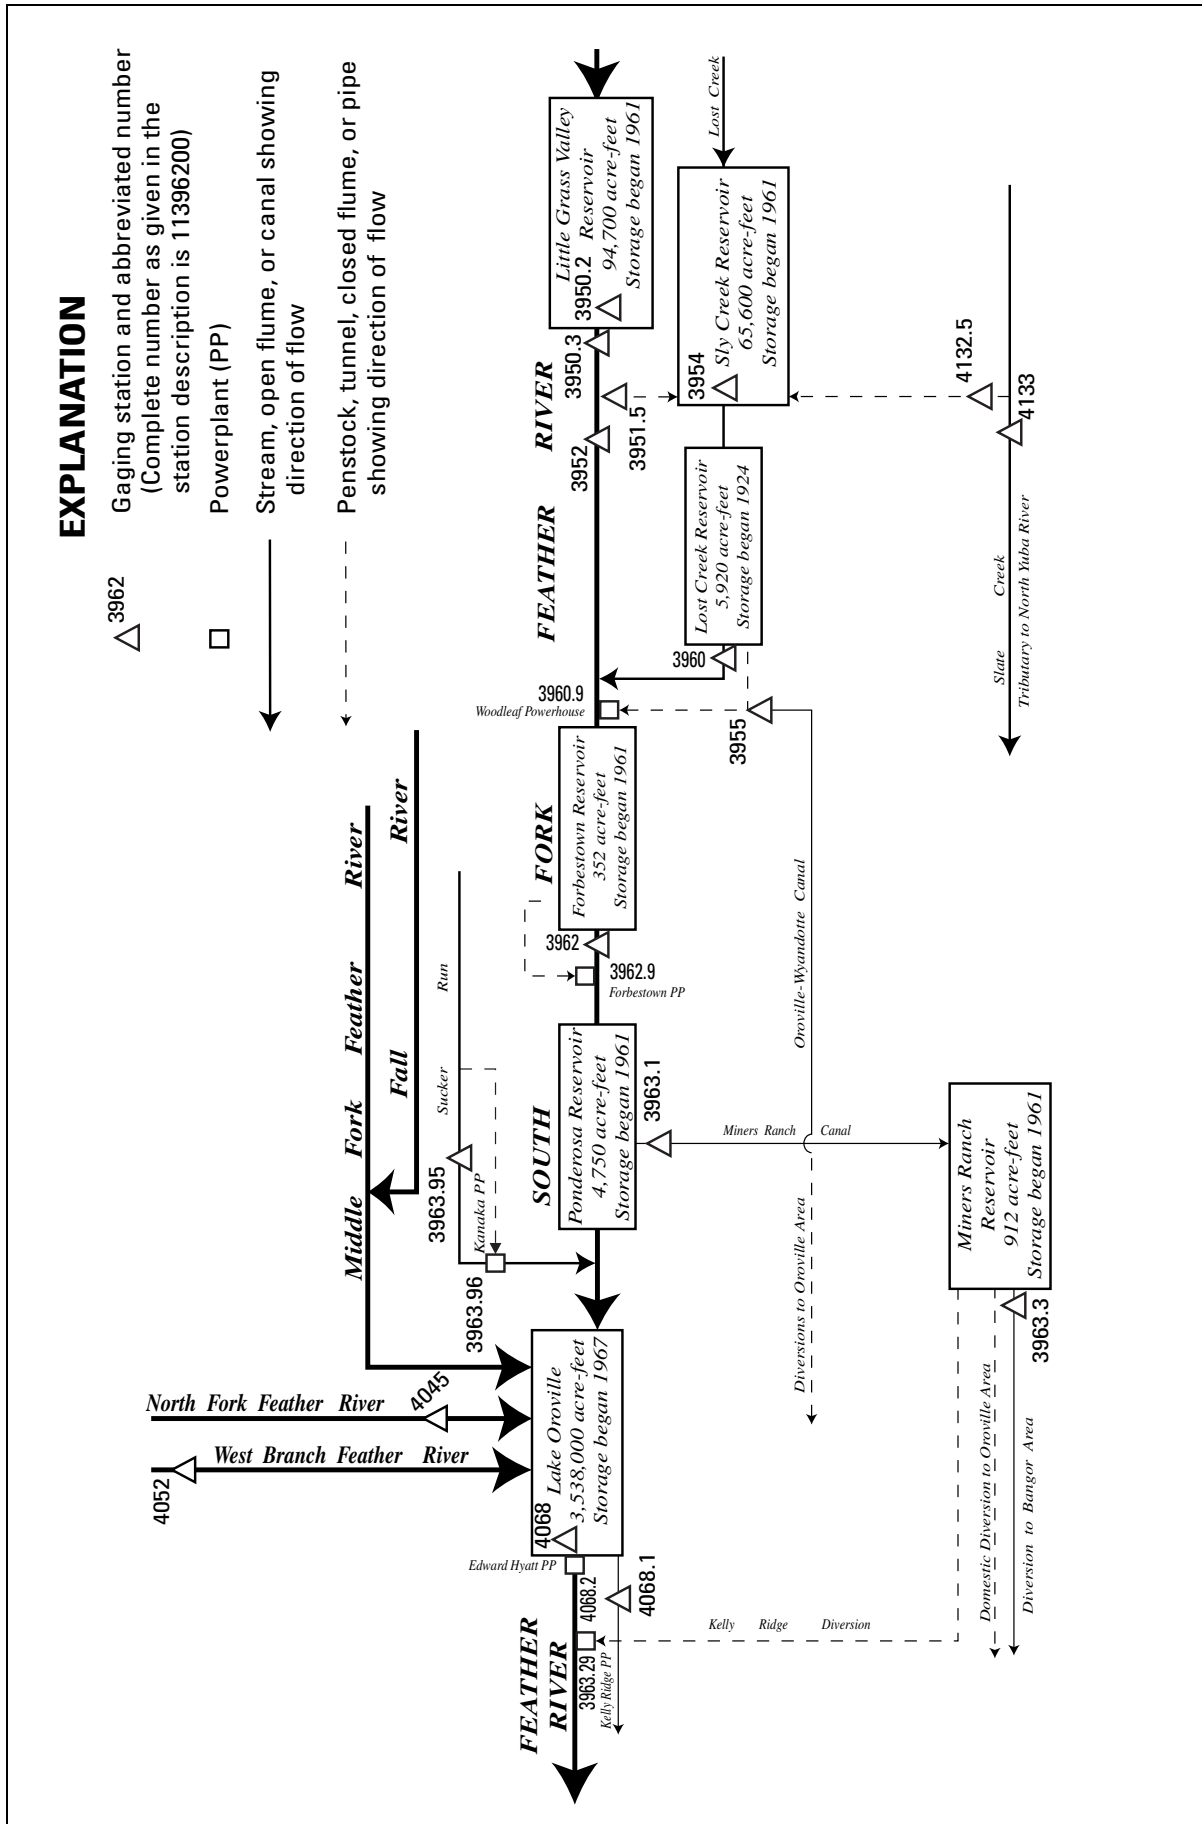 EXPLANATION
3962
Gaging station and abbreviated number
(Complete number as given in the
station description is 11396200)
Powerplant (PP)
Stream, open flume, or canal showing
direction of flow
Penstock, tunnel, closed flume, or pipe
showing direction of flow
4052
West Branch Feather River
North Fork Feather River
4045
Middle Fork Feather River
Fall River
3963.95
Sucker Run
Kanaka PP
3963.96
FEATHER
RIVER
Edward Hyatt PP
4068.2
3963.29
Kelly Ridge PP
4068.1
4068
Lake Oroville
3,538,000 acre-feet
Storage began 1967
SOUTH
FORK
FEATHER
RIVER
Ponderosa Reservoir
4,750 acre-feet
Storage began 1961
3963.1
3962.9
Forbestown PP
3962
Forbestown Reservoir
352 acre-feet
Storage began 1961
3960.9
Woodleaf Powerhouse
3960
3955
Lost Creek Reservoir
5,920 acre-feet
Storage began 1924
3952
3951.5
3950.3
3950.2
Little Grass Valley
Reservoir
94,700 acre-feet
Storage began 1961
3954
Sly Creek Reservoir
65,600 acre-feet
Storage began 1961
Lost Creek
4132.5
4133
Slate Creek
Tributary to North Yuba River
Oroville-Wyandotte Canal
Miners Ranch Canal
Diversions to Oroville Area
Miners Ranch
Reservoir
912 acre-feet
Storage began 1961
3963.3
Kelly Ridge Diversion
Domestic Diversion to Oroville Area
Diversion to Bangor Area